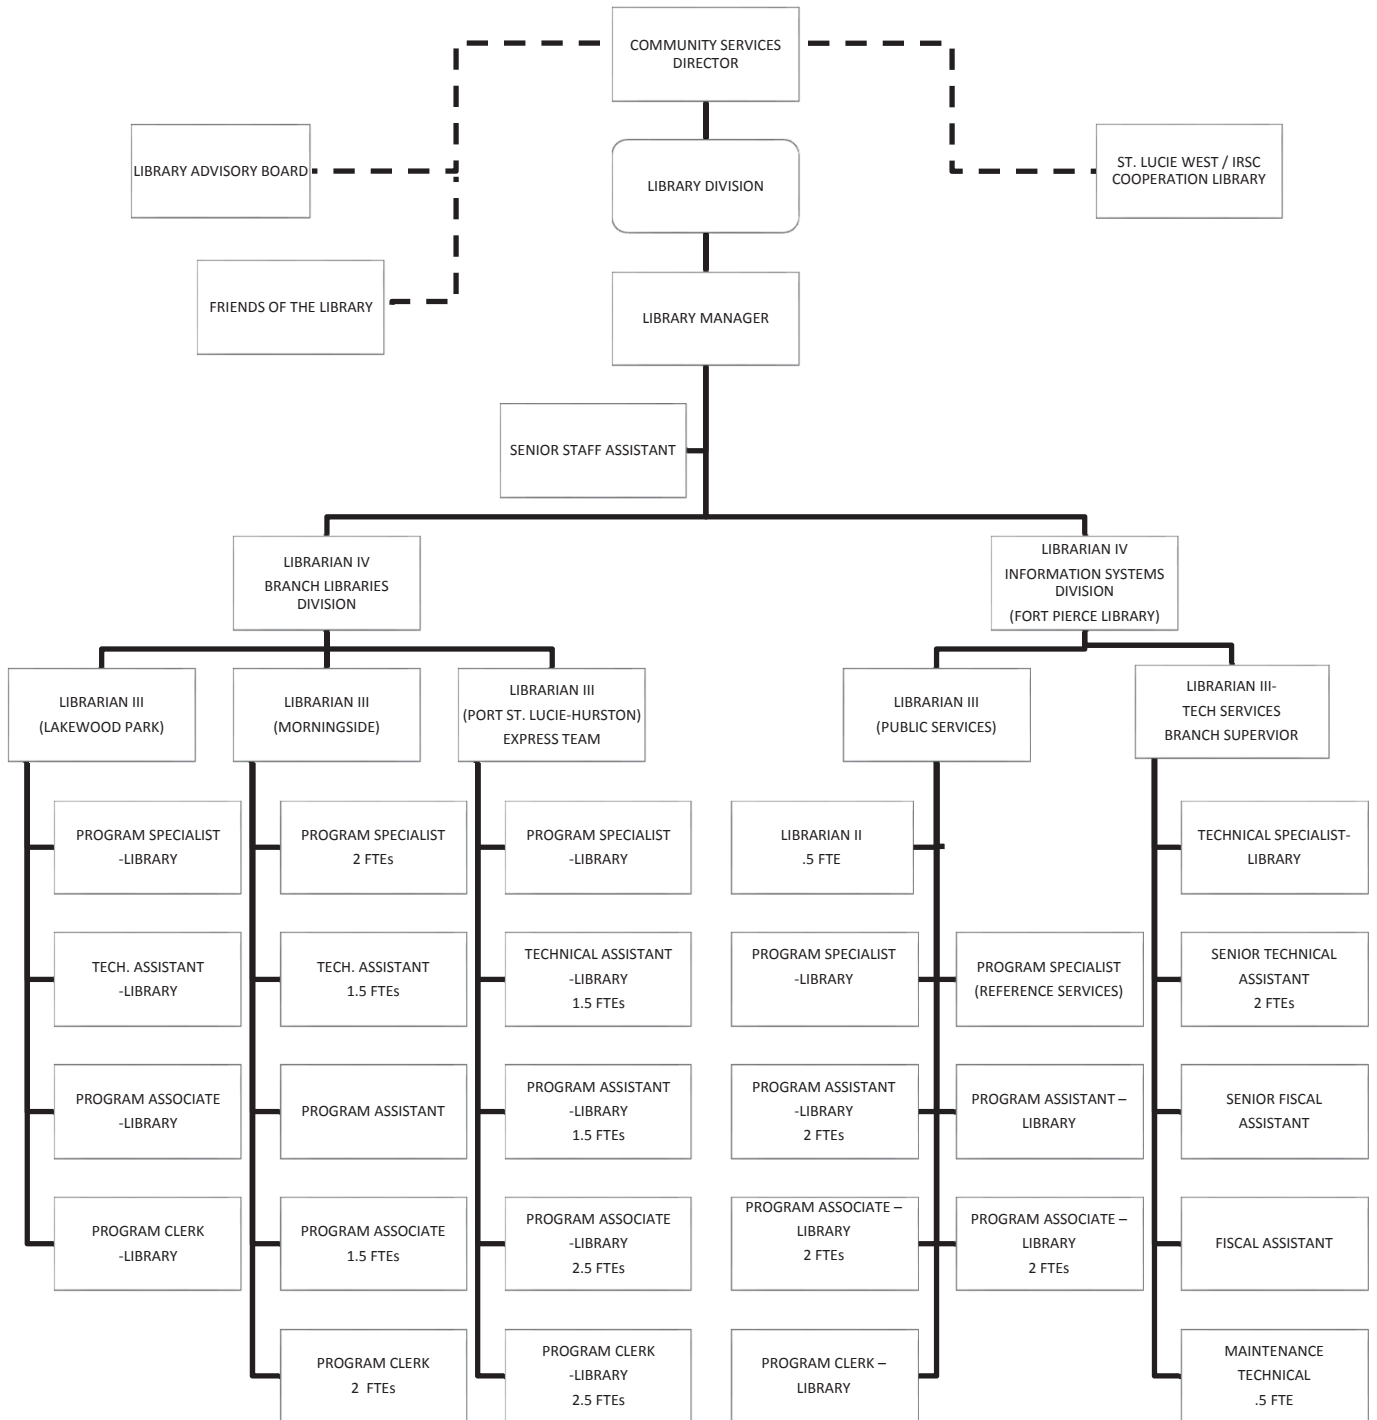 COMMUNITY SERVICES
DIRECTOR
LIBRARY ADVISORY BOARD
ST. LUCIE WEST / IRSC
COOPERATION LIBRARY
LIBRARY DIVISION
FRIENDS OF THE LIBRARY
LIBRARY MANAGER
SENIOR STAFF ASSISTANT
LIBRARIAN IV
BRANCH LIBRARIES
DIVISION
LIBRARIAN IV
INFORMATION SYSTEMS
DIVISION
(FORT PIERCE LIBRARY)
LIBRARIAN III
(LAKEWOOD PARK)
LIBRARIAN III
(MORNINGSIDE)
LIBRARIAN III
(PORT ST. LUCIE-HURSTON)
EXPRESS TEAM
LIBRARIAN III
(PUBLIC SERVICES)
LIBRARIAN III-
TECH SERVICES
BRANCH SUPERVIOR
PROGRAM SPECIALIST
-LIBRARY
PROGRAM SPECIALIST
2 FTEs
PROGRAM SPECIALIST
-LIBRARY
LIBRARIAN II
.5 FTE
TECHNICAL SPECIALIST-
LIBRARY
TECH. ASSISTANT
-LIBRARY
TECH. ASSISTANT
1.5 FTEs
TECHNICAL ASSISTANT
-LIBRARY
1.5 FTEs
PROGRAM SPECIALIST
-LIBRARY
PROGRAM SPECIALIST
(REFERENCE SERVICES)
SENIOR TECHNICAL
ASSISTANT
2 FTEs
PROGRAM ASSOCIATE
-LIBRARY
PROGRAM ASSISTANT
PROGRAM ASSISTANT
-LIBRARY
1.5 FTEs
PROGRAM ASSISTANT
-LIBRARY
2 FTEs
PROGRAM ASSISTANT –
LIBRARY
SENIOR FISCAL
ASSISTANT
PROGRAM CLERK
-LIBRARY
PROGRAM ASSOCIATE
1.5 FTEs
PROGRAM ASSOCIATE
-LIBRARY
2.5 FTEs
PROGRAM ASSOCIATE –
LIBRARY
2 FTEs
PROGRAM ASSOCIATE –
LIBRARY
2 FTEs
FISCAL ASSISTANT
PROGRAM CLERK
2 FTEs
PROGRAM CLERK
-LIBRARY
2.5 FTEs
PROGRAM CLERK –
LIBRARY
MAINTENANCE
TECHNICAL
.5 FTE